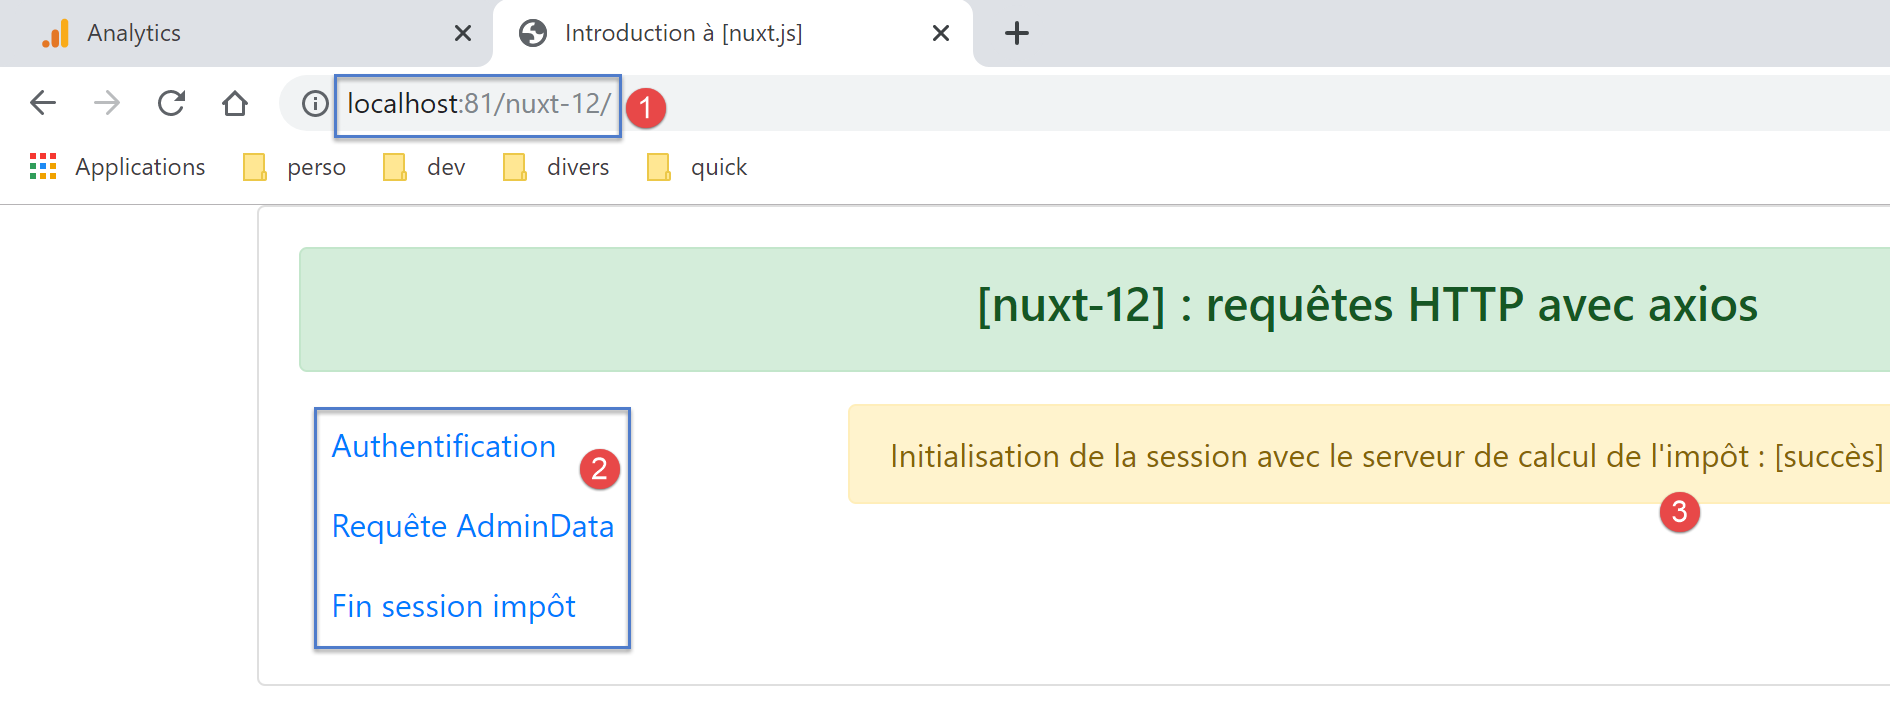 Analytics
Introduction à [nuxt.js]
localhost:81/nuxt-12/
1
Applications
perso
dev
divers
quick
[nuxt-12] : requêtes HTTP avec axios
Authentification
2
Requête AdminData
Fin session impôt
Initialisation de la session avec le serveur de calcul de l'impôt : [succès]
3